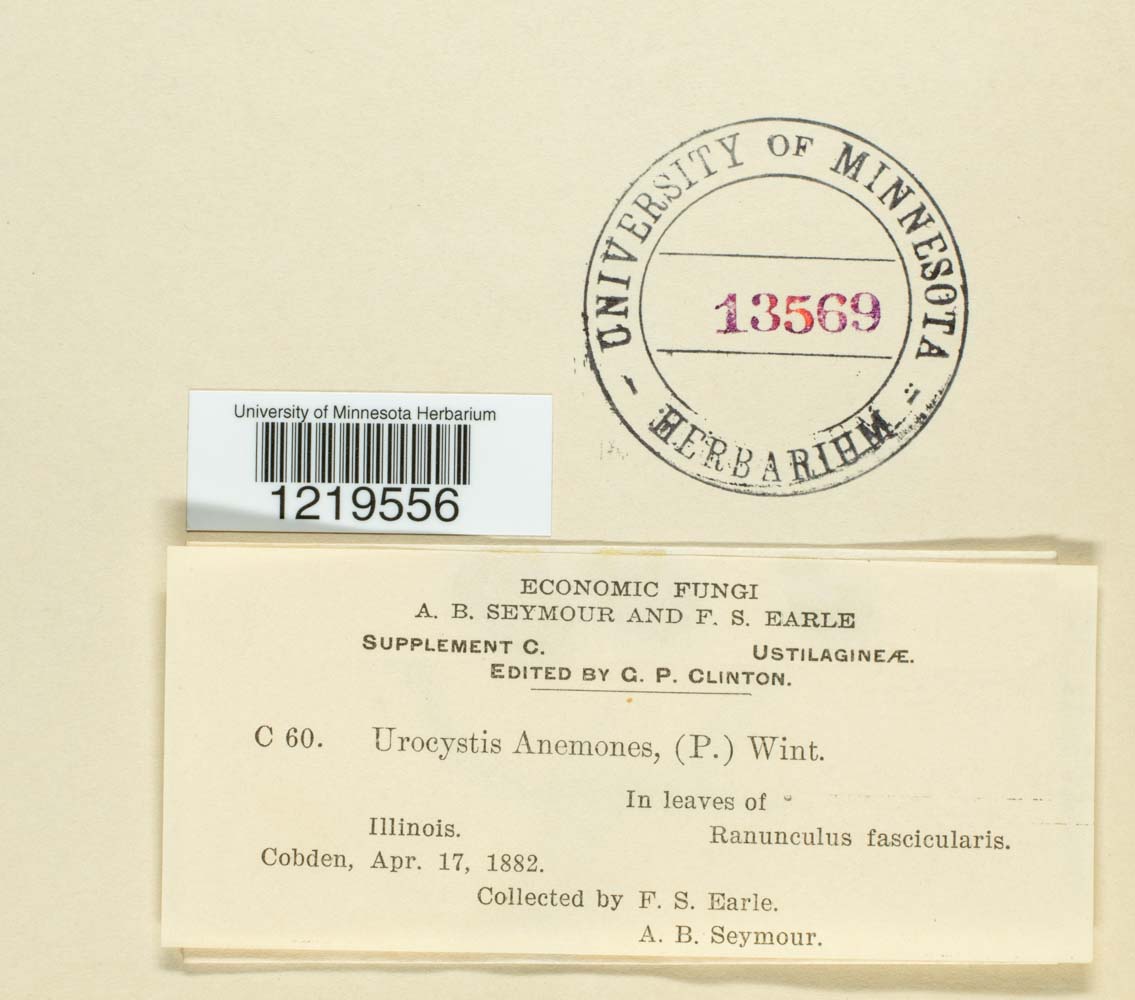 UNIVERSITY OF MINNESOTA
13569
- HERBARIUM -
University of Minnesota Herbarium
1219556
ECONOMIC FUNGI
A. B. SEYMOUR AND F. S. EARLE
SUPPLEMENT C. USTILAGINEÆ.
EDITED BY G. P. CLINTON.
C 60. Urocystis Anemones, (P.) Wint.
In leaves of
Illinois. Ranunculus fascicularis.
Cobden, Apr. 17, 1882.
Collected by F. S. Earle.
A. B. Seymour.